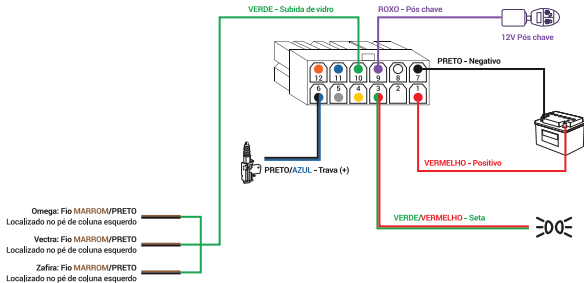 VERDE - Subida de vidro
ROXO - Pós chave
12V Pós chave
PRETO - Negativo
12 11 10 9 8 7
6 5 4 3 2 1
PRETO/AZUL - Trava (+)
VERMELHO - Positivo
VERDE/VERMELHO - Seta
Omega: Fio MARROM/PRETO
Localizado no pé de coluna esquerdo
Vectra: Fio MARROM/PRETO
Localizado no pé de coluna esquerdo
Zafira: Fio MARROM/PRETO
Localizado no pé de coluna esquerdo